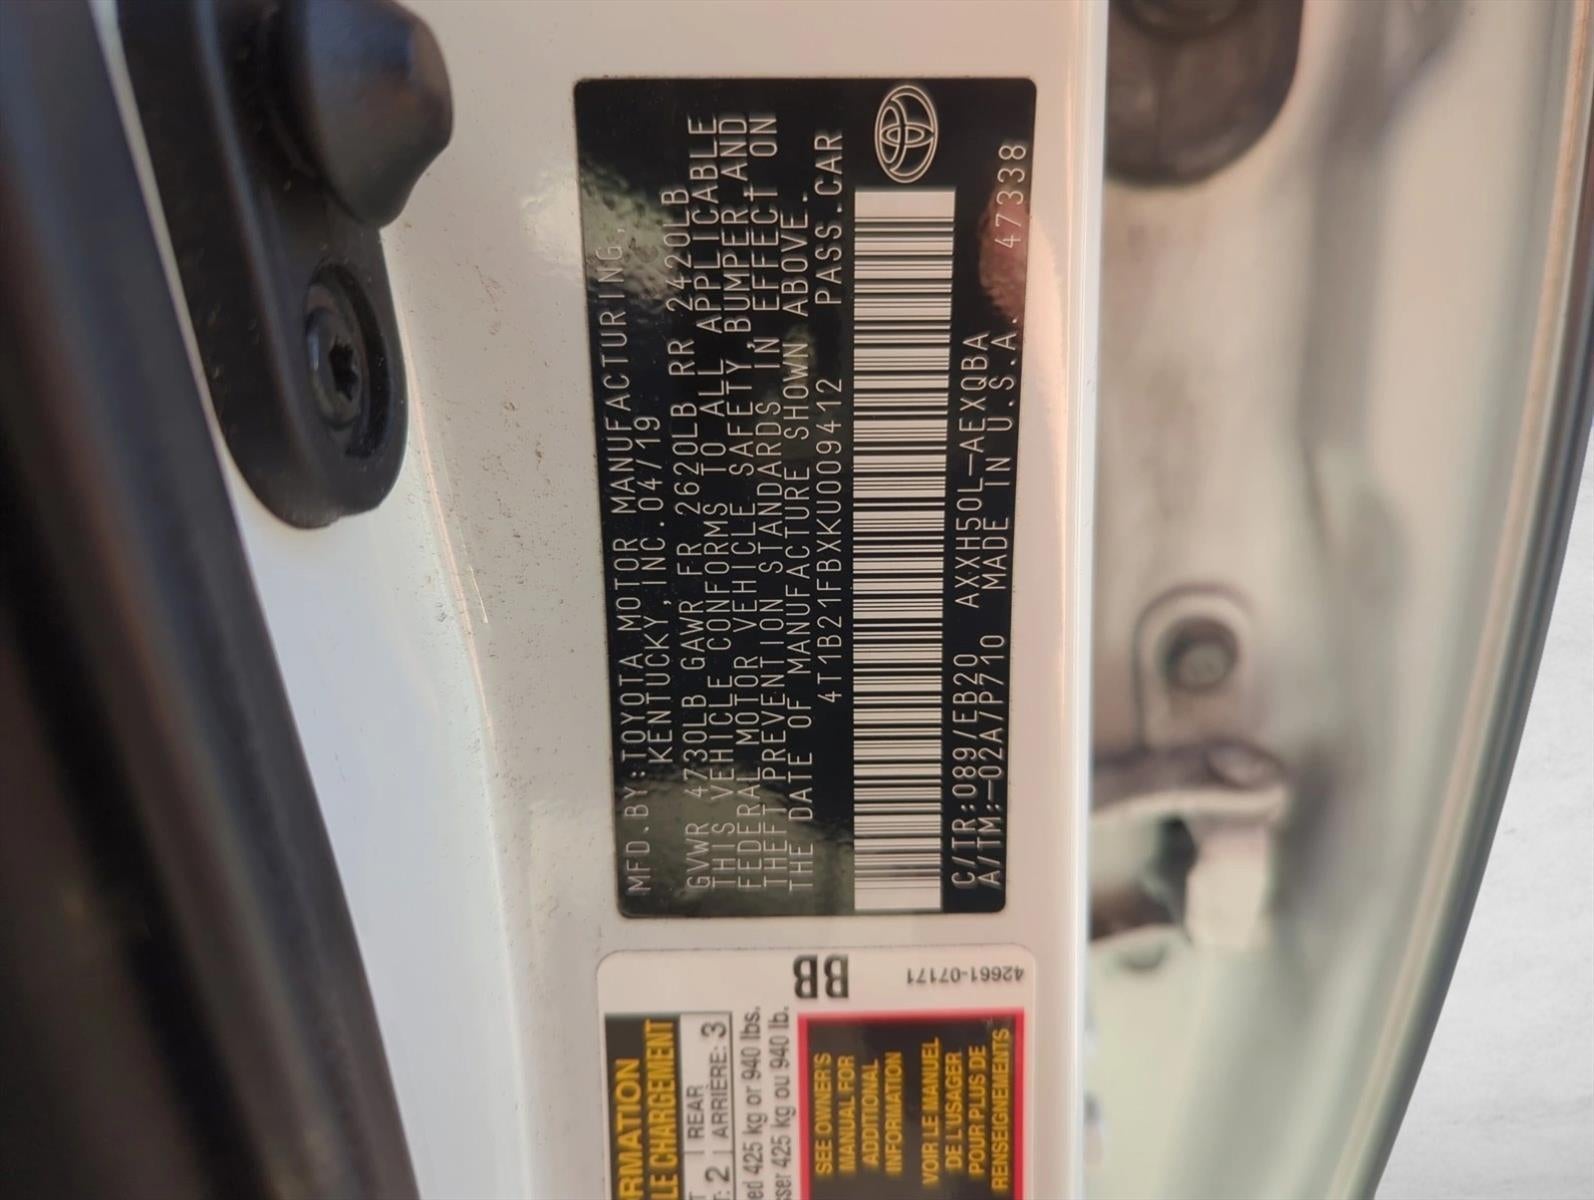 MFD.BY:TOYOTA MOTOR MANUFACTURING,
KENTUCKY,INC.04/19
GVWR 4730LB GAWR FR 2620LB RR 2420LB
THIS VEHICLE CONFORMS TO ALL APPLICABLE
FEDERAL MOTOR VEHICLE SAFETY,BUMPER,AND
THEFT PREVENTION STANDARDS IN EFFECT ON
THE DATE OF MANUFACTURE SHOWN ABOVE.
4T1B21FBXKU009412 PASS.CAR
C/TR:089/EB20 AXXH50L-AEXQBA
A/TM:-02A/P710 MADE IN U.S.A. 47338
BB
42661-07171
REAR
2 ARRIÈRE: 3
425 kg or 940 lbs.
425 kg ou 940 lb.
SEE OWNER'S
MANUAL FOR
ADDITIONAL
INFORMATION
VOIR LE MANUEL
DE L'USAGER
POUR PLUS DE
RENSEIGNEMENTS